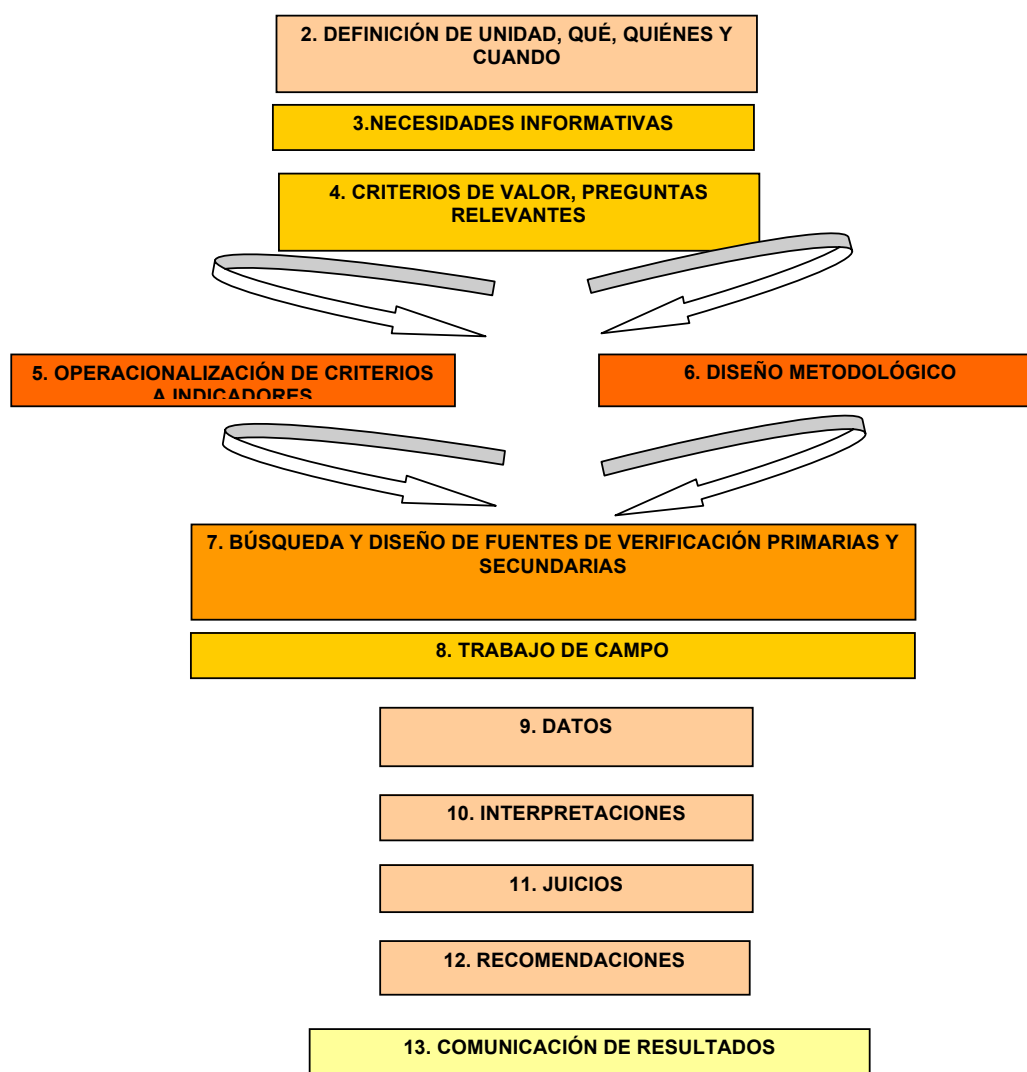 2. DEFINICIÓN DE UNIDAD, QUÉ, QUIÉNES Y
CUANDO
3.NECESIDADES INFORMATIVAS
4. CRITERIOS DE VALOR, PREGUNTAS
RELEVANTES
5. OPERACIONALIZACIÓN DE CRITERIOS
A INDICADORES
6. DISEÑO METODOLÓGICO
7. BÚSQUEDA Y DISEÑO DE FUENTES DE VERIFICACIÓN PRIMARIAS Y
SECUNDARIAS
8. TRABAJO DE CAMPO
9. DATOS
10. INTERPRETACIONES
11. JUICIOS
12. RECOMENDACIONES
13. COMUNICACIÓN DE RESULTADOS